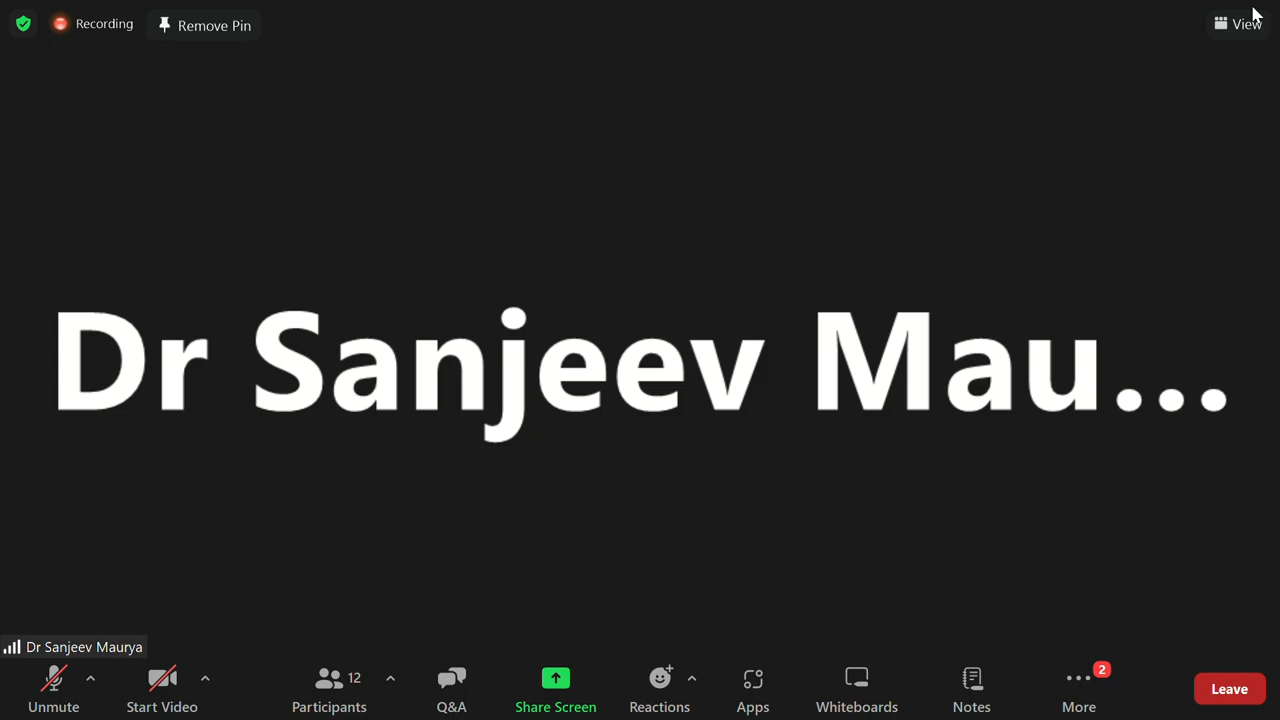 Recording
Remove Pin
View
Dr Sanjeev Mau...
Dr Sanjeev Maurya
Unmute
Start Video
12
Participants
Q&A
Share Screen
Reactions
Apps
Whiteboards
Notes
2
More
Leave